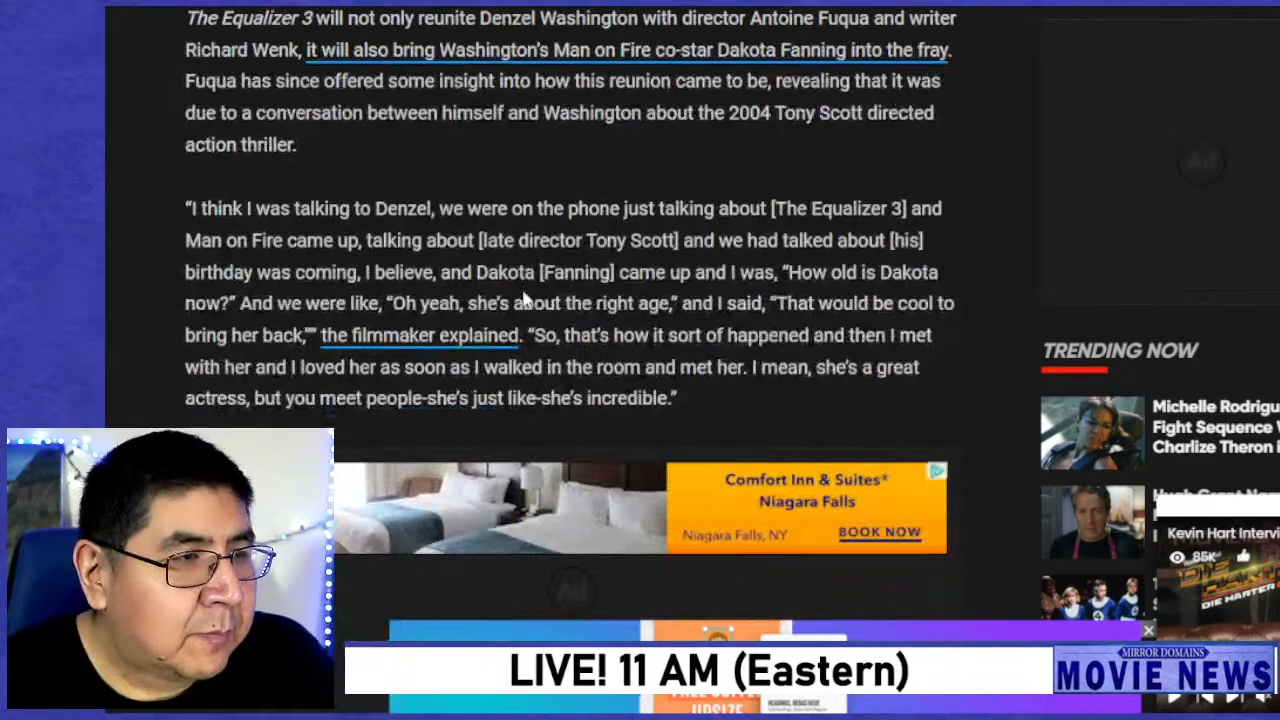 The Equalizer 3 will not only reunite Denzel Washington with director Antoine Fuqua and writer
Richard Wenk, it will also bring Washington's Man on Fire co-star Dakota Fanning into the fray.
Fuqua has since offered some insight into how this reunion came to be, revealing that it was
due to a conversation between himself and Washington about the 2004 Tony Scott directed
action thriller.
"I think I was talking to Denzel, we were on the phone just talking about [The Equalizer 3] and
Man on Fire came up, talking about [late director Tony Scott] and we had talked about [his]
birthday was coming, I believe, and Dakota [Fanning] came up and I was, "How old is Dakota
now?" And we were like, "Oh yeah, she's about the right age," and I said, "That would be cool to
bring her back,"" the filmmaker explained. "So, that's how it sort of happened and then I met
with her and I loved her as soon as I walked in the room and met her. I mean, she's a great
actress, but you meet people-she's just like-she's incredible."
TRENDING NOW
Michelle Rodrigu
Fight Sequence
Charlize Theron i
Comfort Inn & Suites*
Niagara Falls
Niagara Falls, NY
BOOK NOW
Kevin Hart Intervi
85K
DIE HARTER
LIVE! 11 AM (Eastern)
MIRROR DOMAINS
MOVIE NEWS
UPSIZE